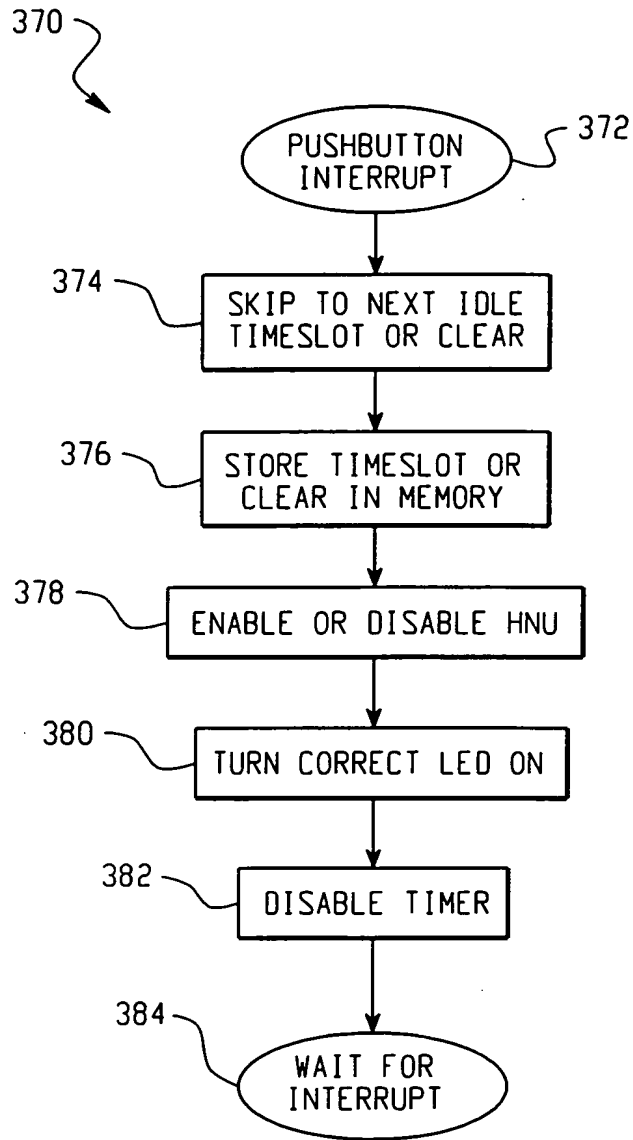 370
PUSHBUTTON
INTERRUPT
372
374
SKIP TO NEXT IDLE
TIMESLOT OR CLEAR
376
STORE TIMESLOT OR
CLEAR IN MEMORY
378
ENABLE OR DISABLE HNU
380
TURN CORRECT LED ON
382
DISABLE TIMER
384
WAIT FOR
INTERRUPT